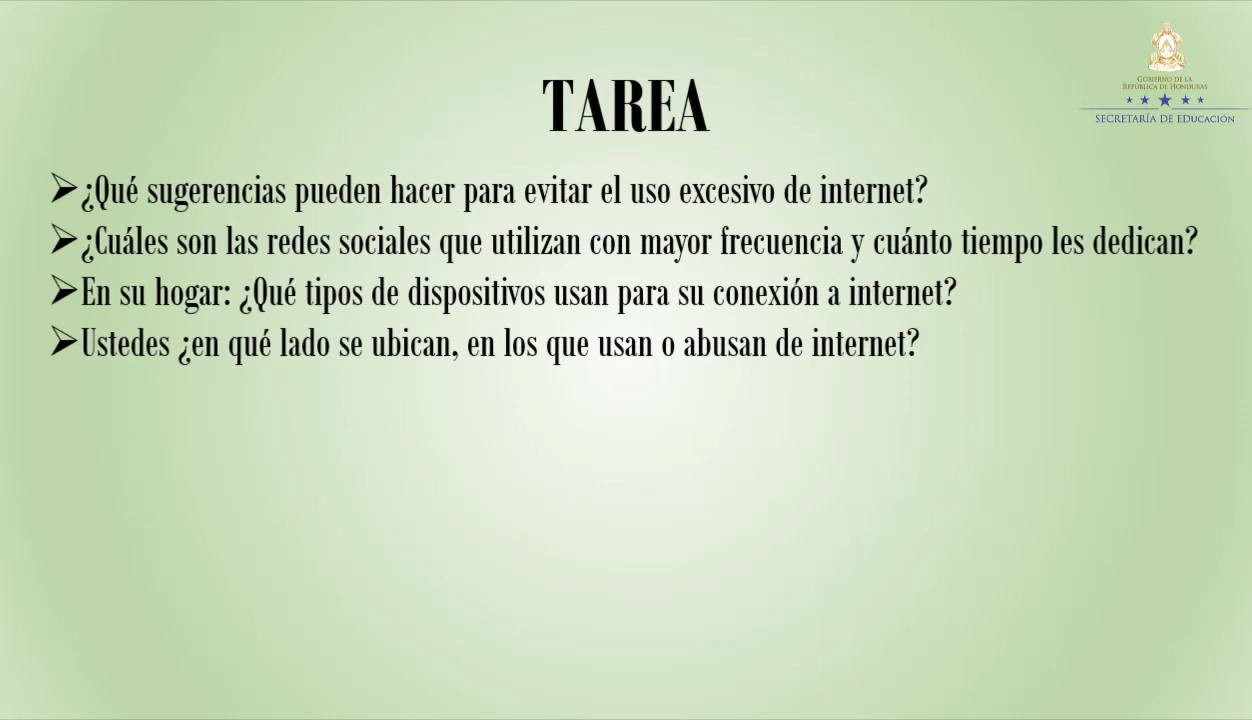 GOBIERNO DE LA
REPÚBLICA DE HONDURAS
SECRETARÍA DE EDUCACIÓN
TAREA
¿Qué sugerencias pueden hacer para evitar el uso excesivo de internet?
¿Cuáles son las redes sociales que utilizan con mayor frecuencia y cuánto tiempo les dedican?
En su hogar: ¿Qué tipos de dispositivos usan para su conexión a internet?
Ustedes ¿en qué lado se ubican, en los que usan o abusan de internet?